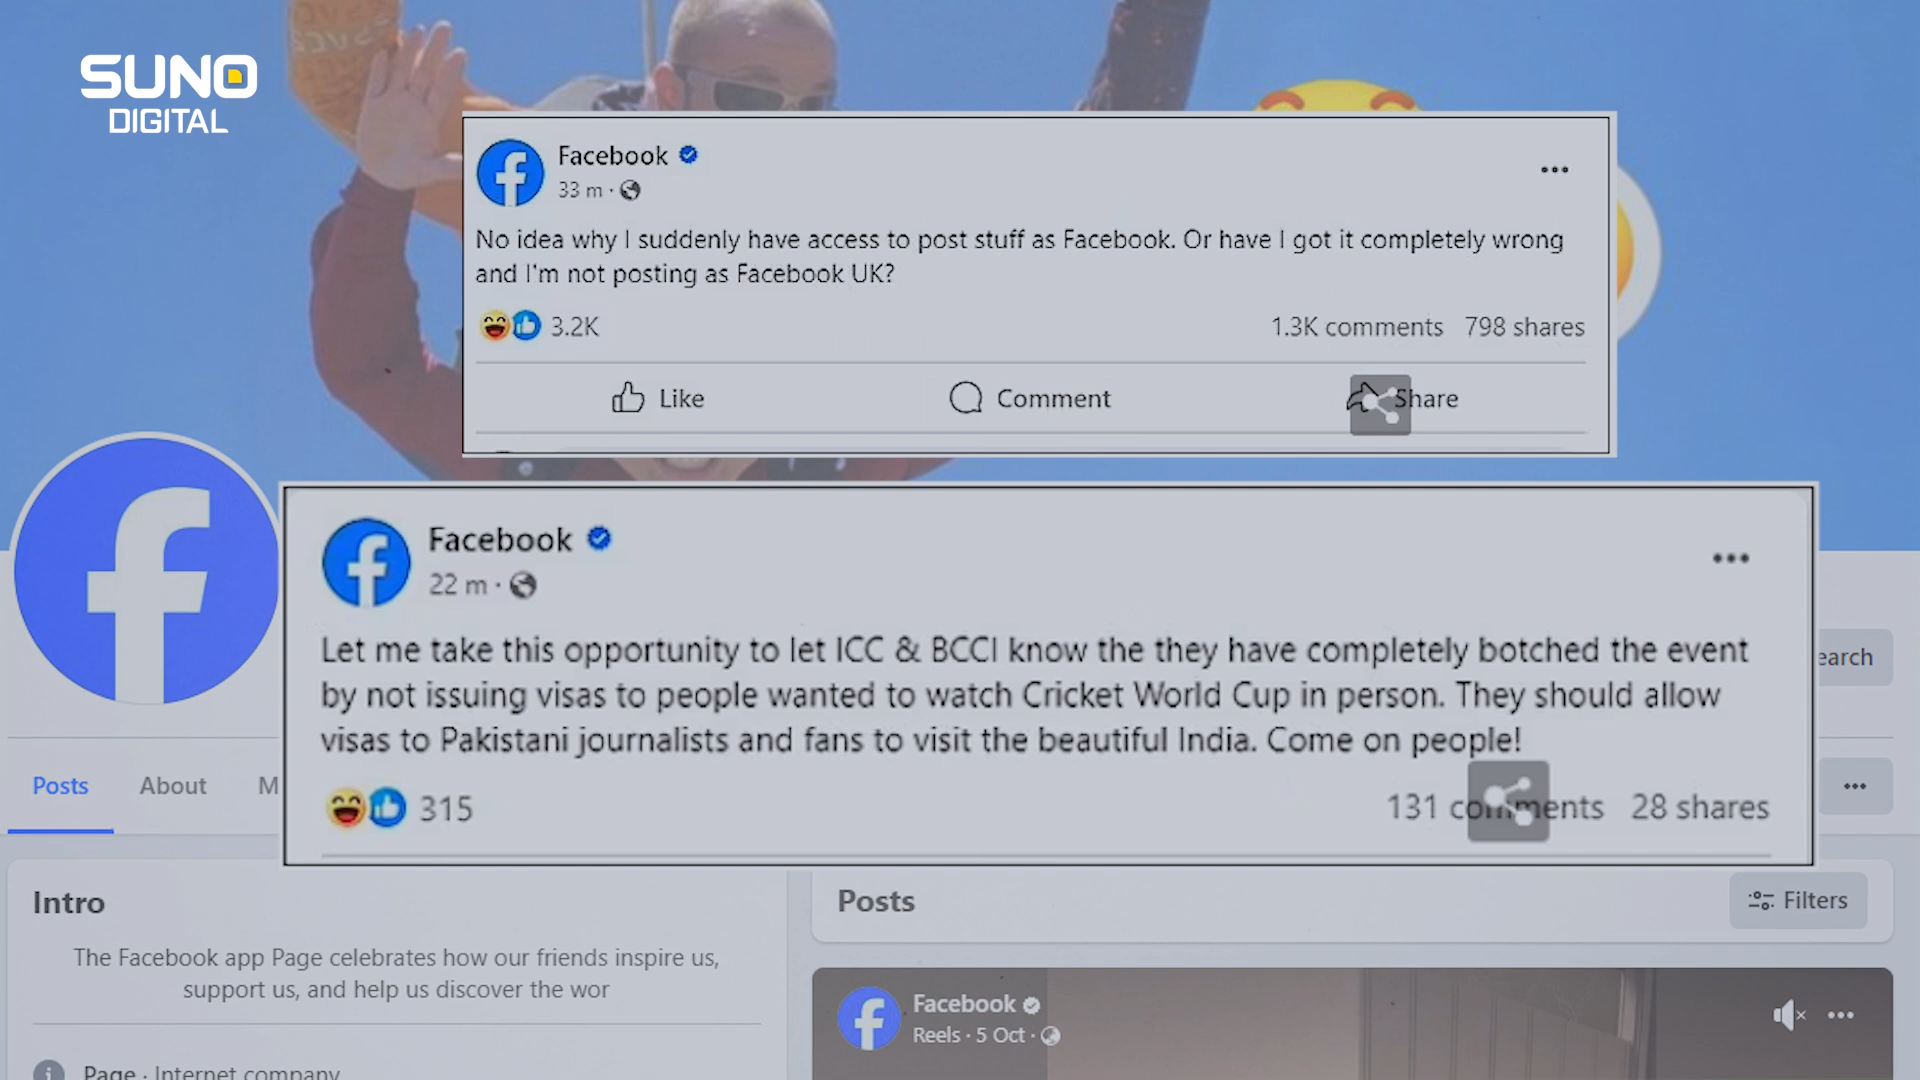 SUNO
DIGITAL
Facebook
33 m ·
No idea why I suddenly have access to post stuff as Facebook. Or have I got it completely wrong
and I'm not posting as Facebook UK?
3.2K
1.3K comments 798 shares
Like
Comment
Share
Facebook
22 m ·
Let me take this opportunity to let ICC & BCCI know the they have completely botched the event
by not issuing visas to people wanted to watch Cricket World Cup in person. They should allow
visas to Pakistani journalists and fans to visit the beautiful India. Come on people!
315
131 comments 28 shares
earch
Posts
About
M
Intro
The Facebook app Page celebrates how our friends inspire us,
support us, and help us discover the wor
Page · Internet company
Posts
Filters
Facebook
Reels · 5 Oct ·